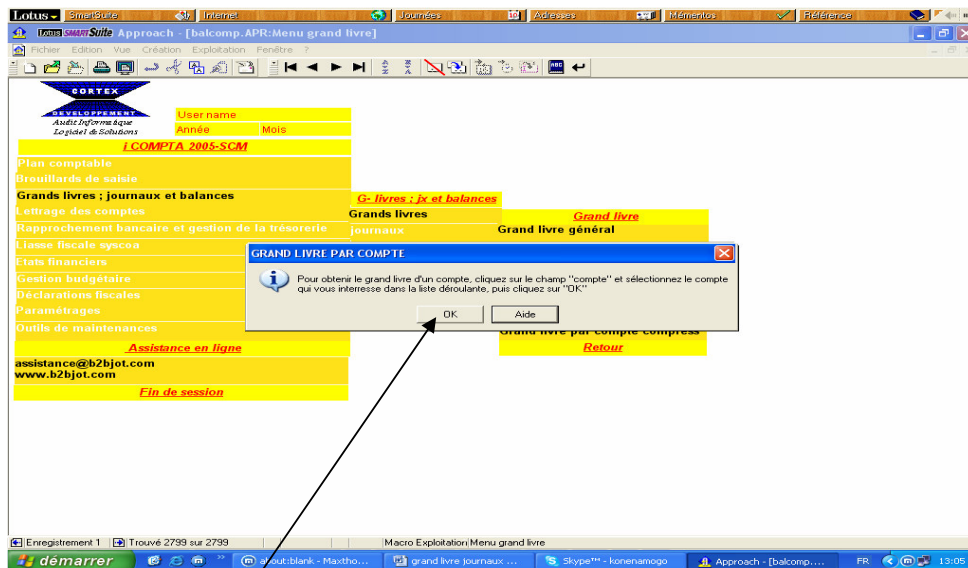 Lotus SmartSuite Internet Journées 10 Adresses Mémentos Référence
Lotus SMARTSuite Approach - [balcomp.APR:Menu grand livre]
Fichier Edition Vue Création Exploitation Fenêtre ?
CORTEX
DEVELOPPEMENT
Audit Informatique
Logiciel & Solutions
User name
Année Mois
i COMPTA 2005-SCM
Plan comptable
Brouillards de saisie
Grands livres ; journaux et balances
G- livres ; jx et balances
Lettrage des comptes
Grands livres
Grand livre
Rapprochement bancaire et gestion de la trésorerie
journaux
Grand livre général
Liasse fiscale syscoa
Etats financiers
Gestion budgétaire
Déclarations fiscales
Paramétrages
Outils de maintenances
GRAND LIVRE PAR COMPTE
Pour obtenir le grand livre d'un compte, cliquez sur le champ "compte" et sélectionnez le compte
qui vous interresse dans la liste déroulante, puis cliquez sur "OK"
OK Aide
Grand livre par compte compress
Assistance en ligne
Retour
assistance@b2bjot.com
www.b2bjot.com
Fin de session
Enregistrement 1 Trouvé 2799 sur 2799 Macro Exploitation Menu grand livre
démarrer about:blank - Maxtho... grand livre journaux ... Skype™ - konenamogo Approach - [balcomp.... FR 13:05